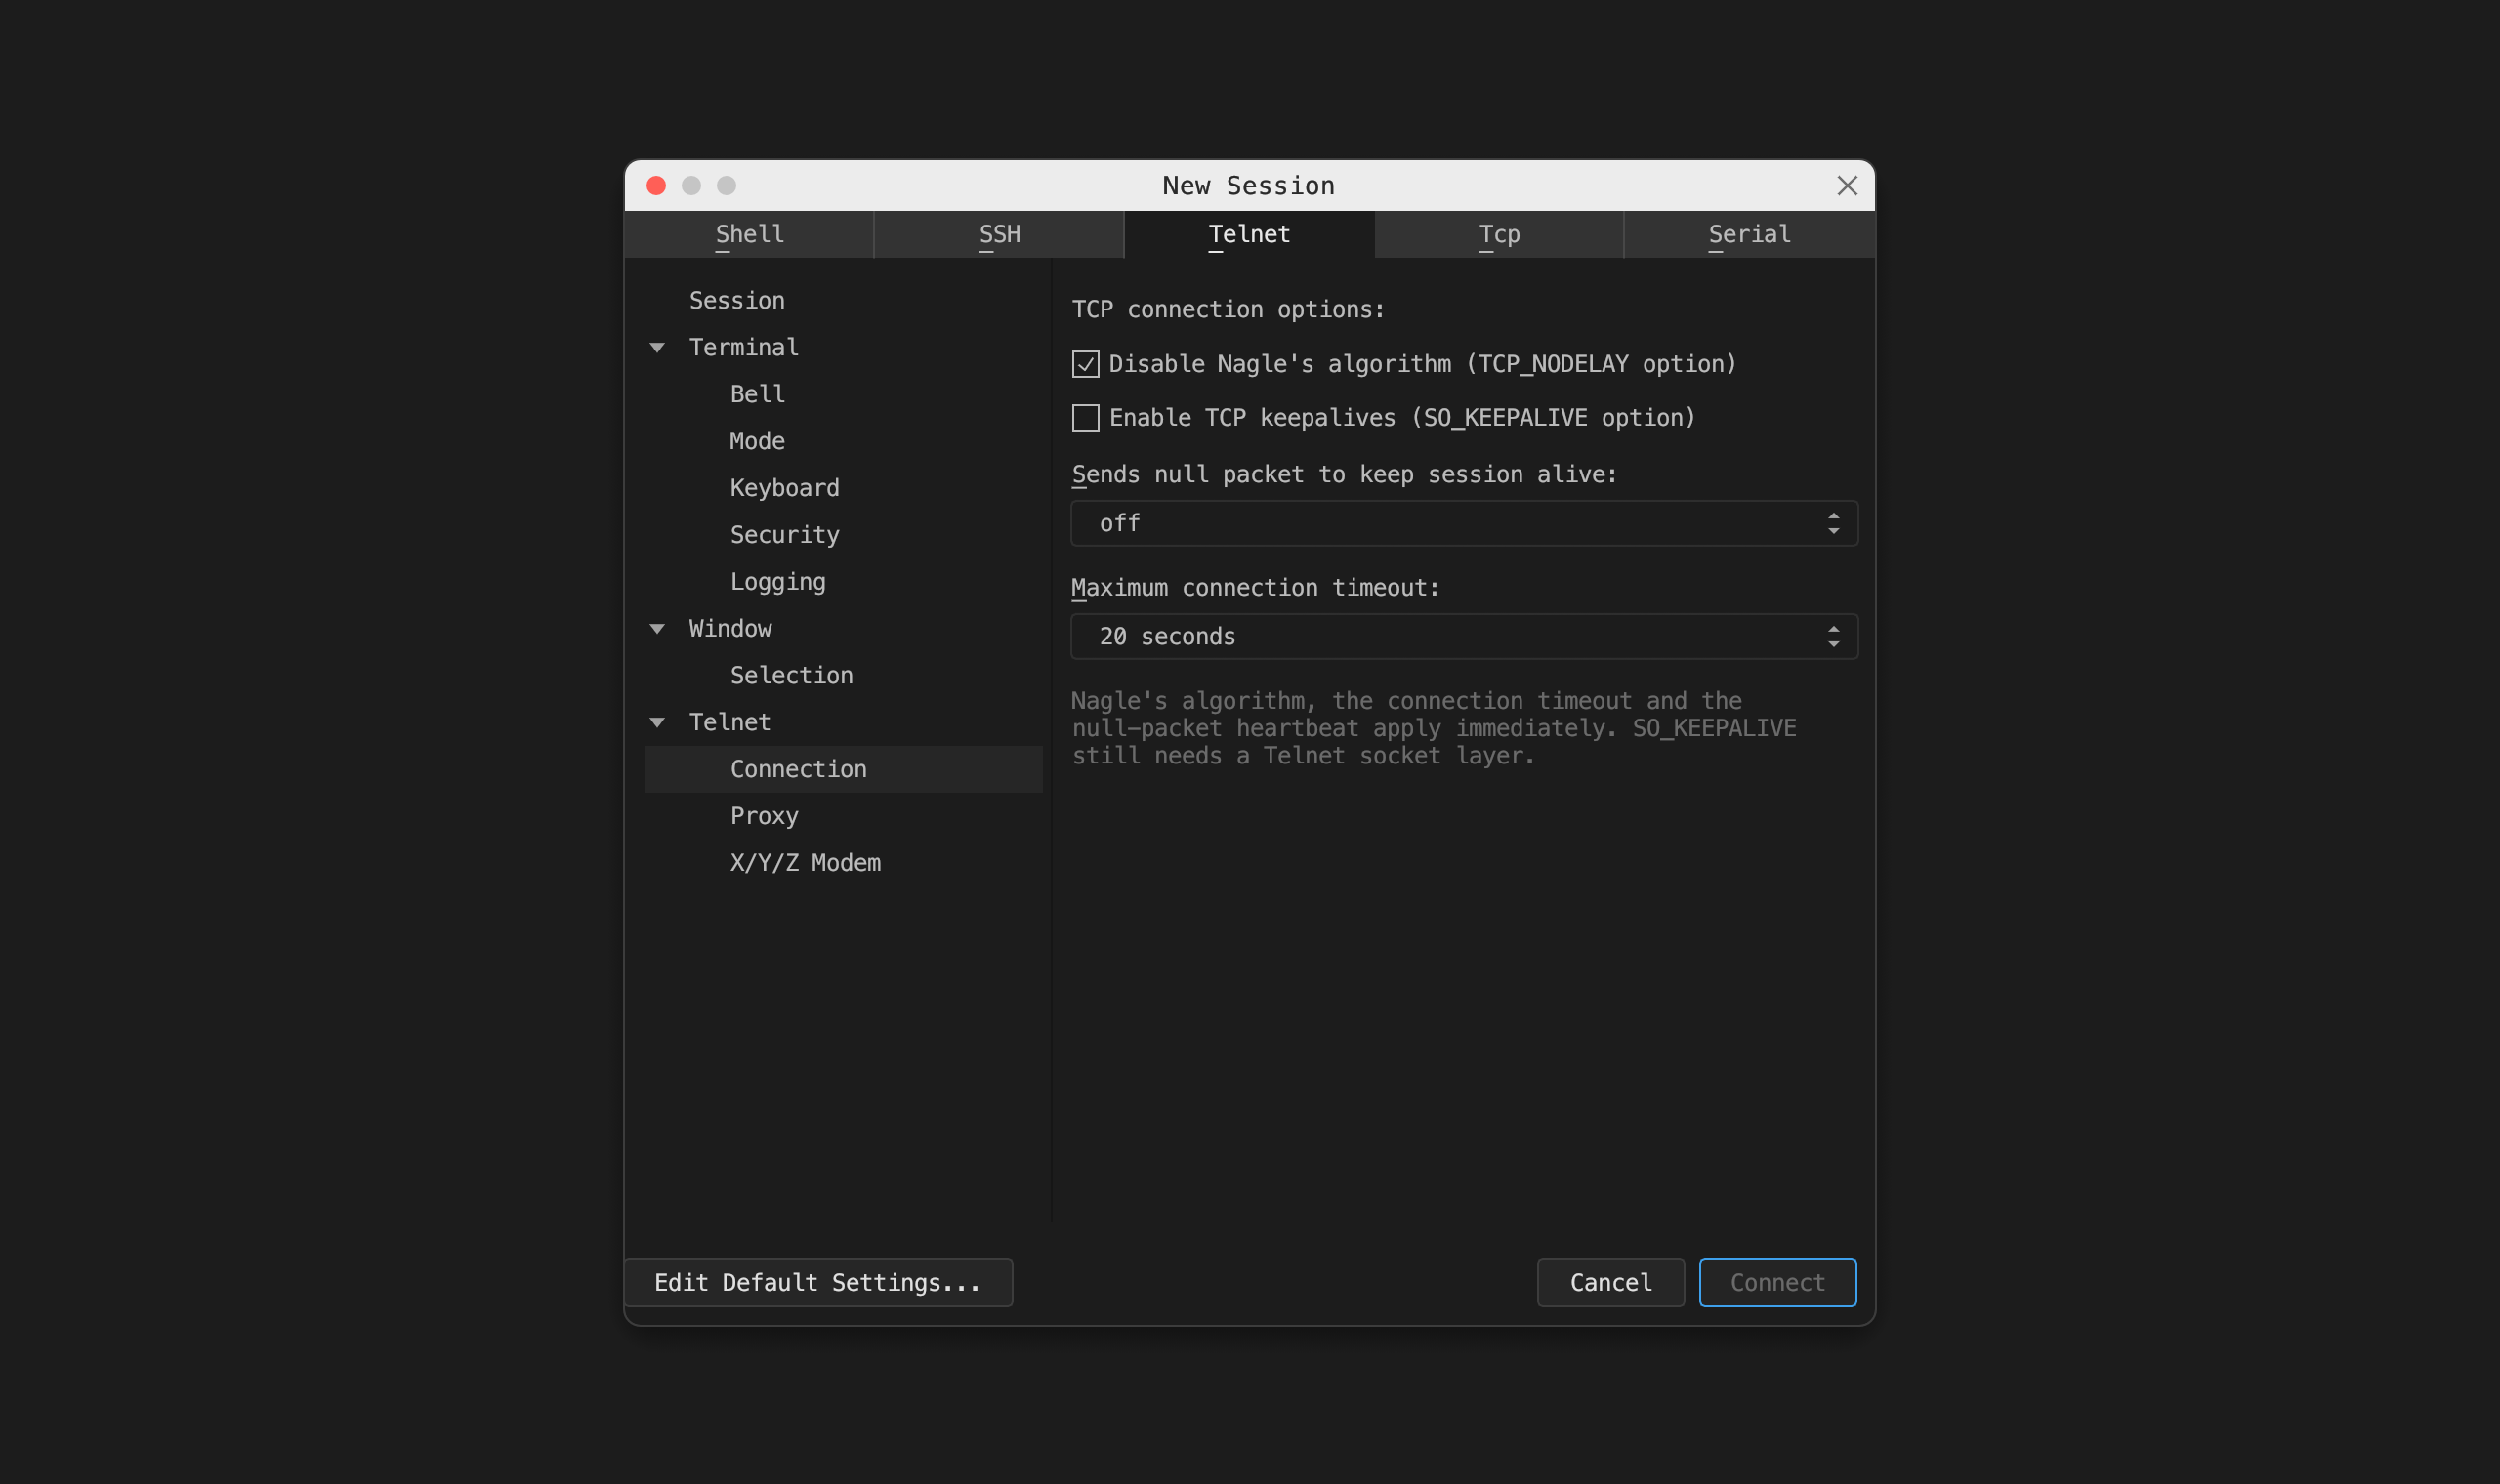 New Session
Shell
SSH
Telnet
Tcp
Serial
Session
Terminal
Bell
Mode
Keyboard
Security
Logging
Window
Selection
Telnet
Connection
Proxy
X/Y/Z Modem
TCP connection options:
Disable Nagle's algorithm (TCP_NODELAY option)
Enable TCP keepalives (SO_KEEPALIVE option)
Sends null packet to keep session alive:
off
Maximum connection timeout:
20 seconds
Nagle's algorithm, the connection timeout and the
null-packet heartbeat apply immediately. SO_KEEPALIVE
still needs a Telnet socket layer.
Edit Default Settings...
Cancel
Connect